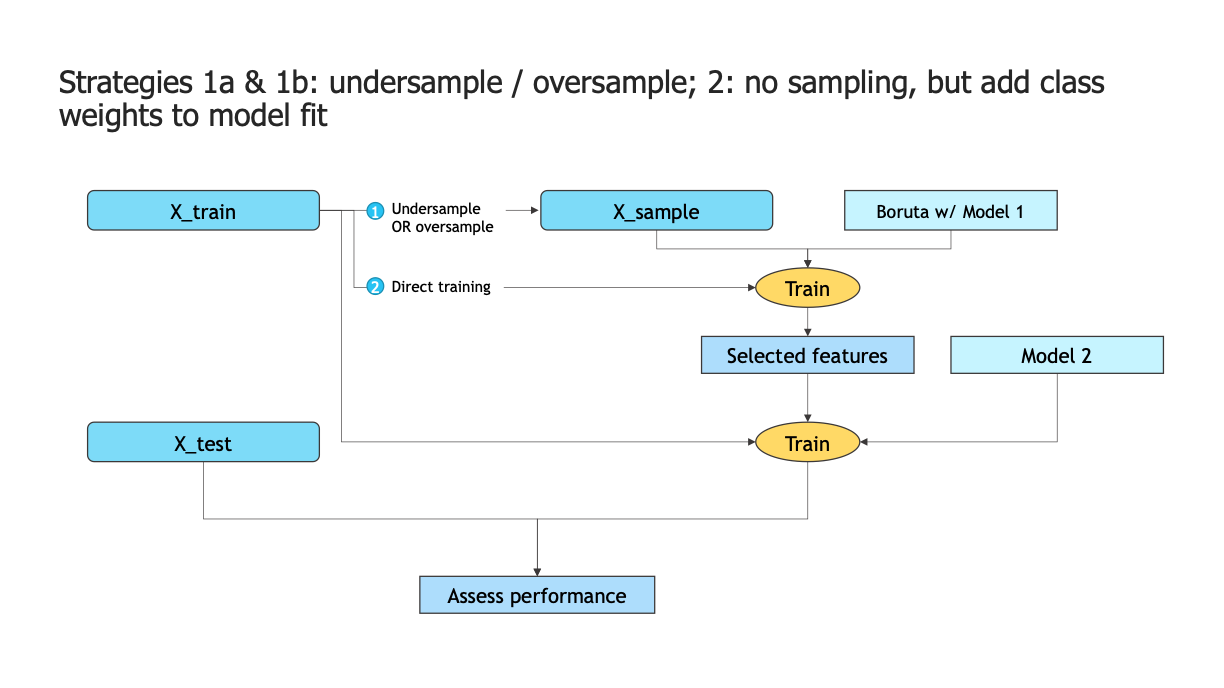 Strategies 1a & 1b: undersample / oversample; 2: no sampling, but add class
weights to model fit
X_train
1
Undersample
OR oversample
X_sample
Boruta w/ Model 1
2
Direct training
Train
Selected features
Model 2
X_test
Train
Assess performance